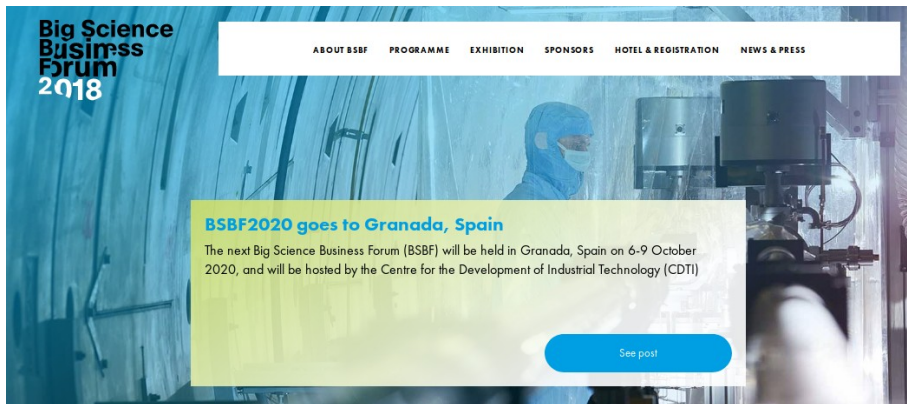 Big Science
Business
Forum
2018
ABOUT BSBF PROGRAMME EXHIBITION SPONSORS HOTEL & REGISTRATION NEWS & PRESS
BSBF2020 goes to Granada, Spain
The next Big Science Business Forum (BSBF) will be held in Granada, Spain on 6-9 October
2020, and will be hosted by the Centre for the Development of Industrial Technology (CDTI)
See post